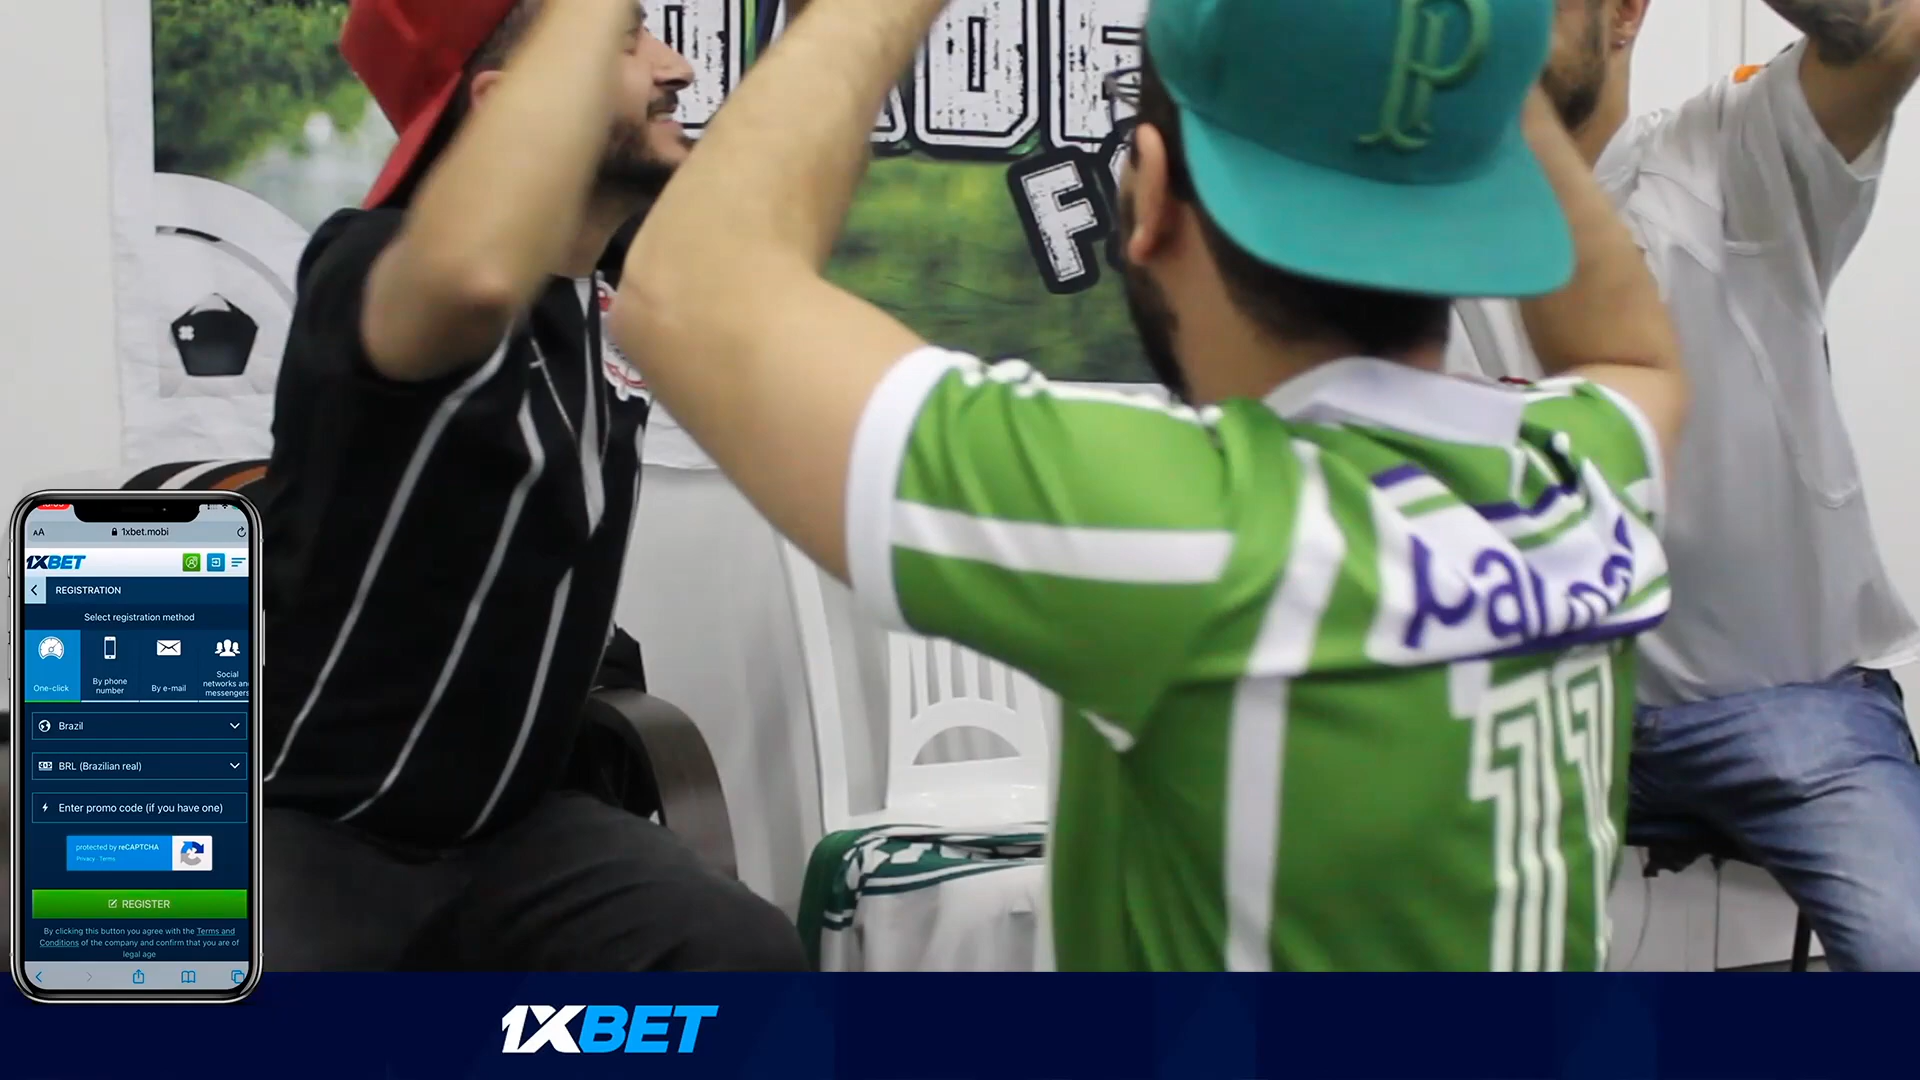 P
1xbet.mobi
AA
1XBET
REGISTRATION
Select registration method
One-click
By phone
number
By e-mail
Social
networks and
messengers
Brazil
BRL (Brazilian real)
Enter promo code (if you have one)
protected by reCAPTCHA
Privacy - Terms
REGISTER
By clicking this button you agree with the Terms and
Conditions of the company and confirm that you are of
legal age
11
1XBET